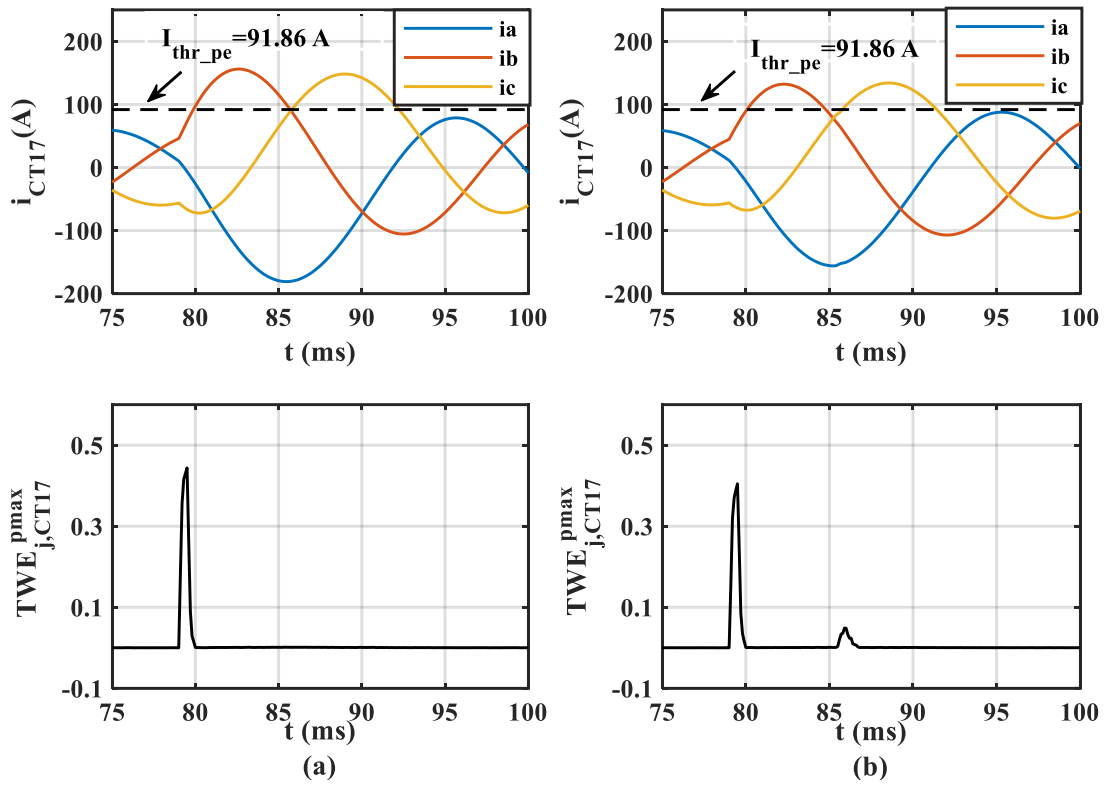 I_thr_pe=91.86 A
ia
ib
ic
250
200
100
0
-100
-200
i_CT17(A)
75 80 85 90 95 100
t (ms)
I_thr_pe=91.86 A
ia
ib
ic
200
100
0
-100
-200
i_CT17(A)
75 80 85 90 95 100
t (ms)
0.5
0.3
0.1
-0.1
TWE^pmax_j,CT17
75 80 85 90 95 100
t (ms)
(a)
0.5
0.3
0.1
-0.1
TWE^pmax_j,CT17
75 80 85 90 95 100
t (ms)
(b)